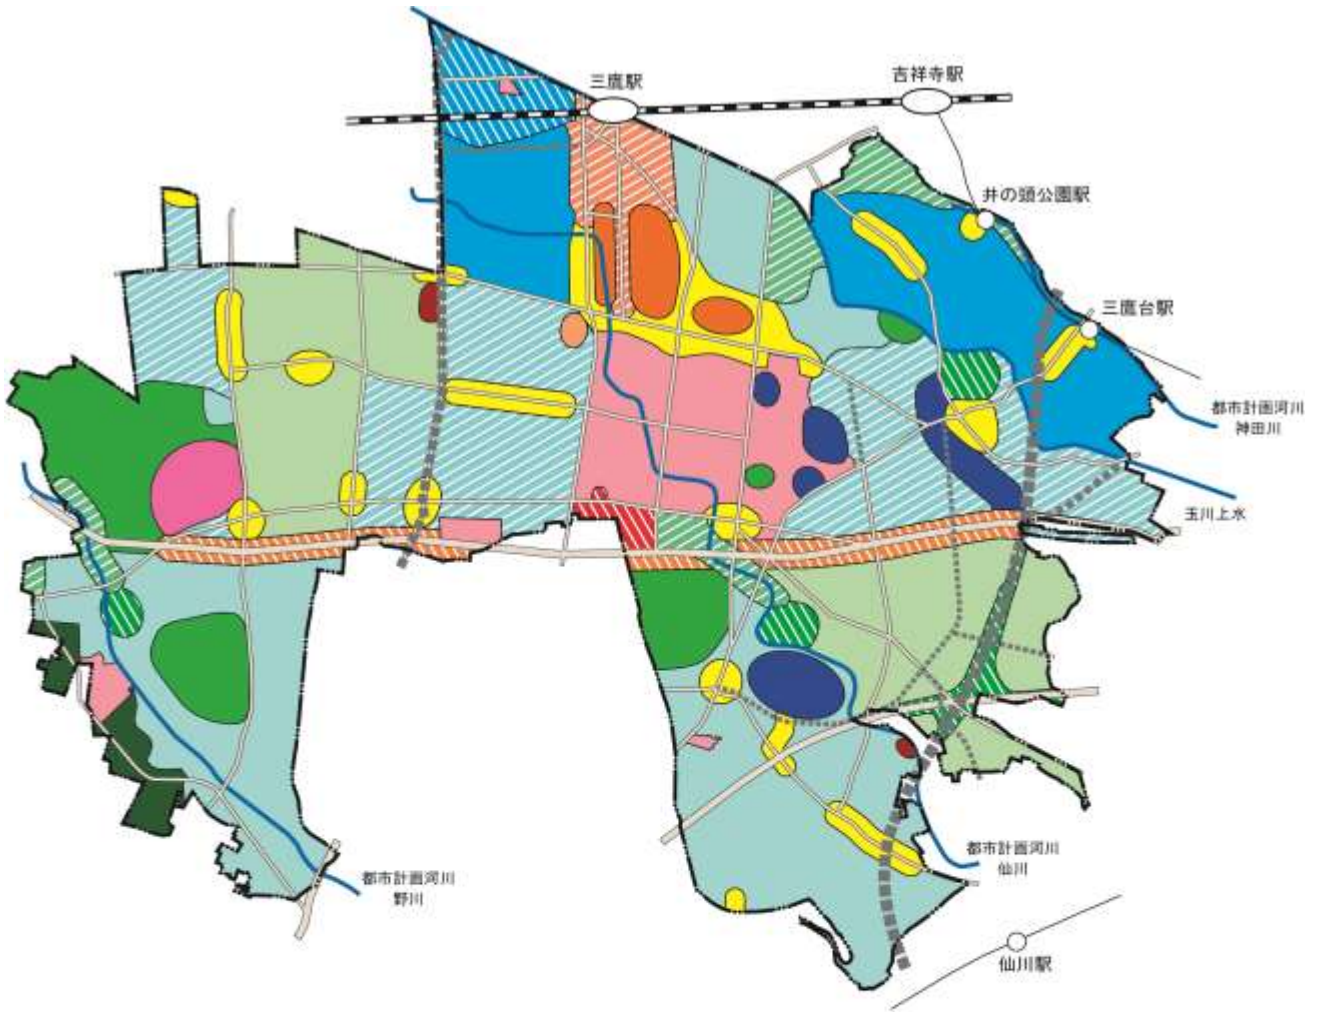 三鷹駅
吉祥寺駅
井の頭公園駅
三鷹台駅
都市計画河川
神田川
玉川上水
都市計画河川
仙川
都市計画河川
野川
仙川駅